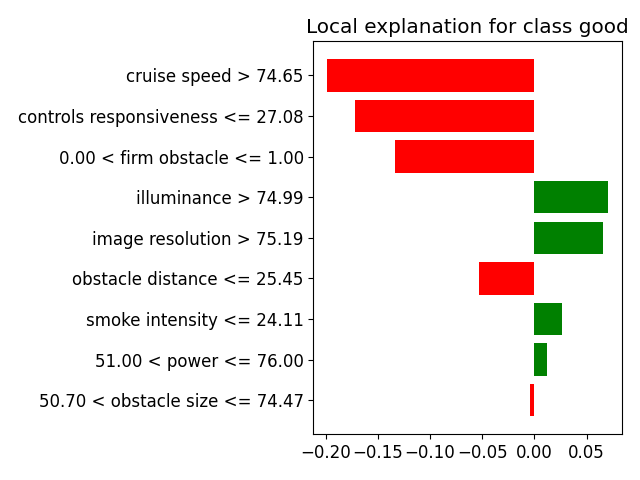 Local explanation for class good
cruise speed > 74.65
controls responsiveness <= 27.08
0.00 < firm obstacle <= 1.00
illuminance > 74.99
image resolution > 75.19
obstacle distance <= 25.45
smoke intensity <= 24.11
51.00 < power <= 76.00
50.70 < obstacle size <= 74.47
−0.20 −0.15 −0.10 −0.05 0.00 0.05